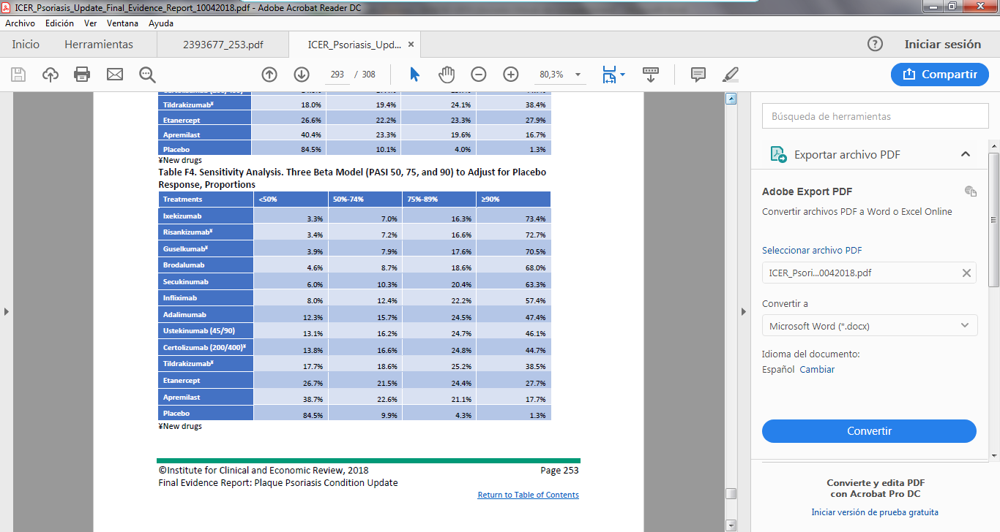 ICER_Psoriasis_Update_Final_Evidence_Report_10042018.pdf - Adobe Acrobat Reader DC
Archivo Edición Ver Ventana Ayuda
Inicio Herramientas 2393677_253.pdf ICER_Psoriasis_Upd... × Iniciar sesión
293 / 308 80,3% Compartir
Tildrakizumab¥ 18.0% 19.4% 24.1% 38.4%
Etanercept 26.6% 22.2% 23.3% 27.9%
Apremilast 40.4% 23.3% 19.6% 16.7%
Placebo 84.5% 10.1% 4.0% 1.3%
¥New drugs
Table F4. Sensitivity Analysis. Three Beta Model (PASI 50, 75, and 90) to Adjust for Placebo
Response, Proportions
Treatments <50% 50%-74% 75%-89% ≥90%
Ixekizumab 3.3% 7.0% 16.3% 73.4%
Risankizumab¥ 3.4% 7.2% 16.6% 72.7%
Guselkumab¥ 3.9% 7.9% 17.6% 70.5%
Brodalumab 4.6% 8.7% 18.6% 68.0%
Secukinumab 6.0% 10.3% 20.4% 63.3%
Infliximab 8.0% 12.4% 22.2% 57.4%
Adalimumab 12.3% 15.7% 24.5% 47.4%
Ustekinumab (45/90) 13.1% 16.2% 24.7% 46.1%
Certolizumab (200/400)¥ 13.8% 16.6% 24.8% 44.7%
Tildrakizumab¥ 17.7% 18.6% 25.2% 38.5%
Etanercept 26.7% 21.5% 24.4% 27.7%
Apremilast 38.7% 22.6% 21.1% 17.7%
Placebo 84.5% 9.9% 4.3% 1.3%
¥New drugs
©Institute for Clinical and Economic Review, 2018 Page 253
Final Evidence Report: Plaque Psoriasis Condition Update
Return to Table of Contents
Búsqueda de herramientas
Exportar archivo PDF
Adobe Export PDF
Convertir archivos PDF a Word o Excel Online
Seleccionar archivo PDF
ICER_Psori...0042018.pdf
Convertir a
Microsoft Word (*.docx)
Idioma del documento:
Español Cambiar
Convertir
Convierte y edita PDF
con Acrobat Pro DC
Iniciar versión de prueba gratuita